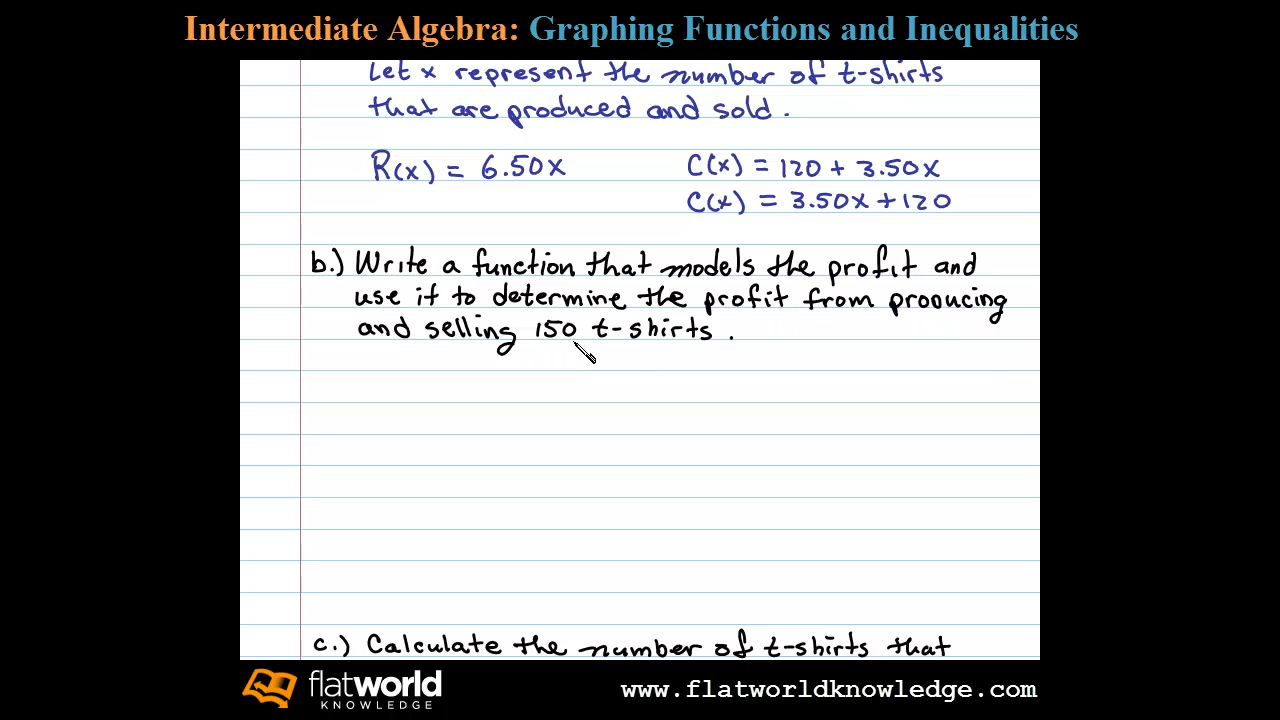 Intermediate Algebra: Graphing Functions and Inequalities
Let x represent the number of t-shirts
that are produced and sold.
R(x) = 6.50x
C(x) = 120 + 3.50x
C(x) = 3.50x + 120
b.) Write a function that models the profit and
use it to determine the profit from producing
and selling 150 t-shirts.
c.) Calculate the number of t-shirts that
flatworld
KNOWLEDGE
www.flatworldknowledge.com